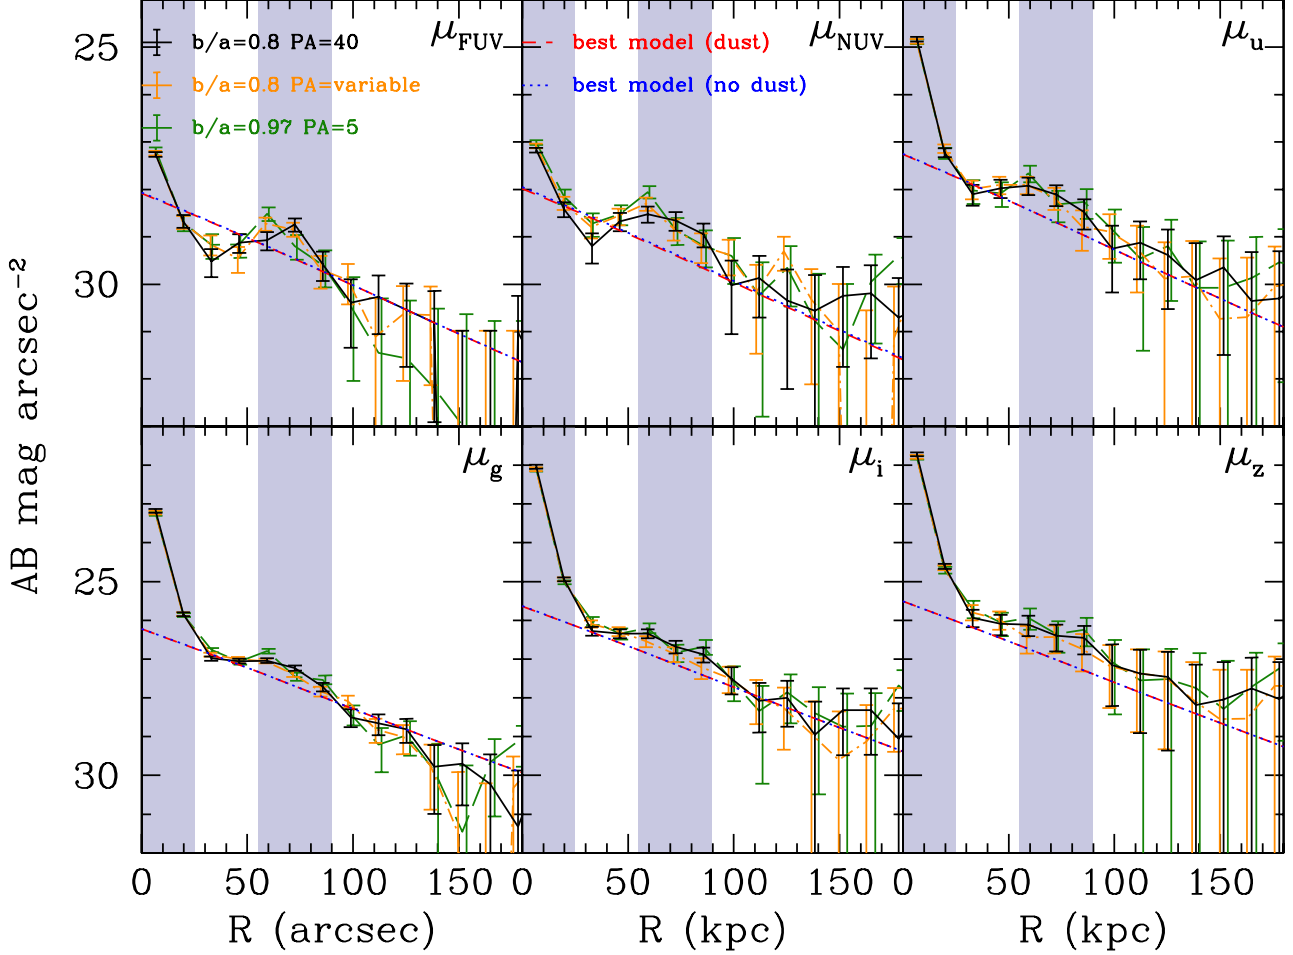 μFUV
μNUV
μu
b/a=0.8 PA=40
b/a=0.8 PA=variable
b/a=0.97 PA=5
best model (dust)
best model (no dust)
25
30
AB mag arcsec−2
μg
μi
μz
25
30
0 50 100 150 0 50 100 150 0 50 100 150
R (arcsec) R (kpc) R (kpc)